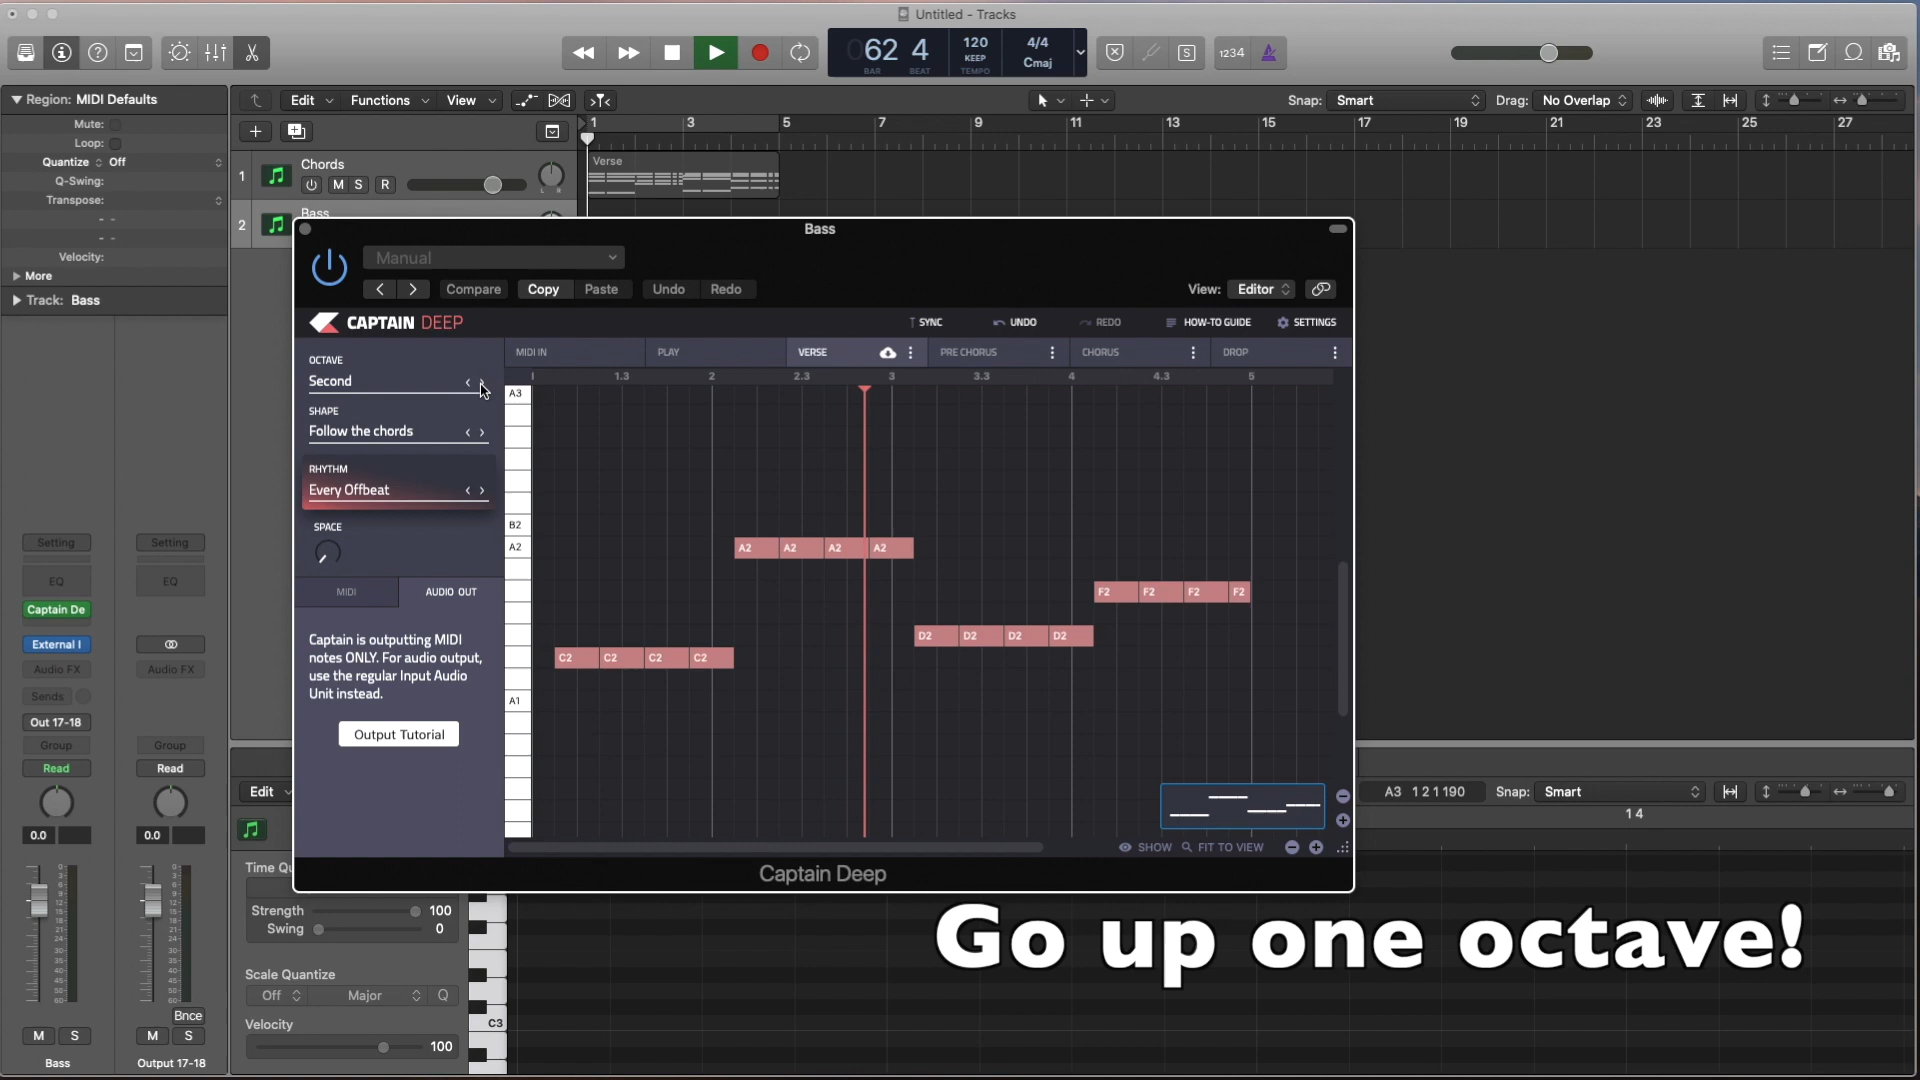 Untitled - Tracks
062 4
BAR BEAT
120
KEEP
TEMPO
4/4
Cmaj
1234
Region: MIDI Defaults
Mute:
Loop:
Quantize Off
Q-Swing:
Transpose:
Velocity:
More
Track: Bass
Edit Functions View
Snap: Smart
Drag: No Overlap
1 3 5 7 9 11 13 15 17 19 21 23 25 27
1 Chords
M S R
L R
Verse
2 Bass
Bass
Manual
Compare Copy Paste Undo Redo
View: Editor
CAPTAIN DEEP
SYNC UNDO REDO HOW-TO GUIDE SETTINGS
MIDI IN PLAY VERSE PRE CHORUS CHORUS DROP
1 1.3 2 2.3 3 3.3 4 4.3 5
OCTAVE
Second
SHAPE
Follow the chords
RHYTHM
Every Offbeat
SPACE
MIDI AUDIO OUT
Captain is outputting MIDI
notes ONLY. For audio output,
use the regular Input Audio
Unit instead.
Output Tutorial
A3
B2
A2
A1
A2 A2 A2 A2
F2 F2 F2 F2
D2 D2 D2 D2
C2 C2 C2 C2
SHOW FIT TO VIEW
Captain Deep
Setting Setting
EQ EQ
Captain De
External I
Audio FX Audio FX
Sends
Out 17-18
Group Group
Read Read
0.0 0.0
Bnce
M S M S
Bass Output 17-18
Edit
A3 1 2 1 190
Snap: Smart
1 4
Time Qu
Strength 100
Swing 0
Scale Quantize
Off Major Q
Velocity
100
C3
Go up one octave!